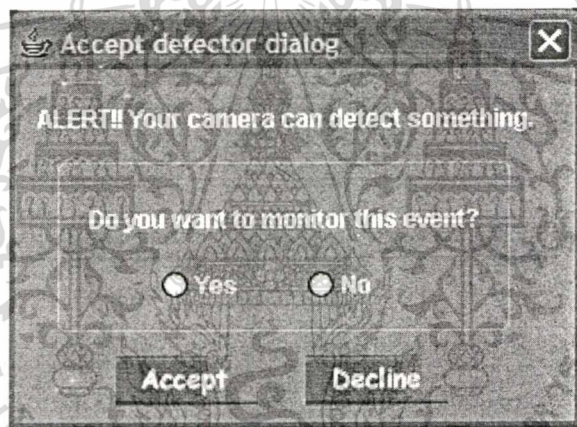 Accept detector dialog
ALERT!! Your camera can detect something.
Do you want to monitor this event?
Yes No
Accept Decline